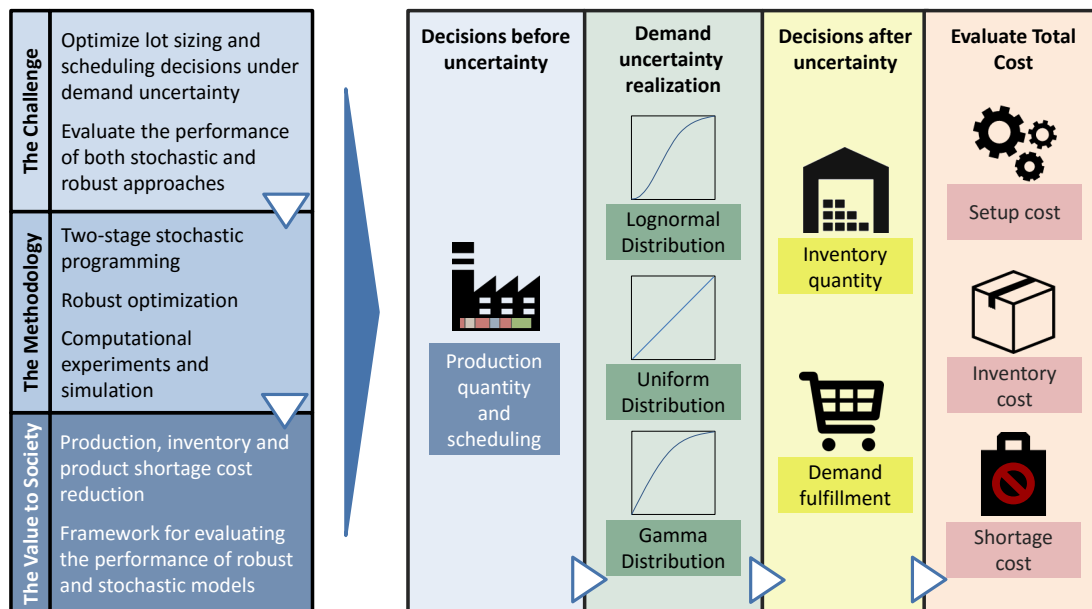 The Challenge
Optimize lot sizing and
scheduling decisions under
demand uncertainty
Evaluate the performance
of both stochastic and
robust approaches
The Methodology
Two-stage stochastic
programming
Robust optimization
Computational
experiments and
simulation
The Value to Society
Production, inventory and
product shortage cost
reduction
Framework for evaluating
the performance of robust
and stochastic models
Decisions before
uncertainty
Production
quantity
and
scheduling
Demand
uncertainty
realization
Lognormal
Distribution
Uniform
Distribution
Gamma
Distribution
Decisions after
uncertainty
Inventory
quantity
Demand
fulfillment
Evaluate Total
Cost
Setup cost
Inventory
cost
Shortage
cost